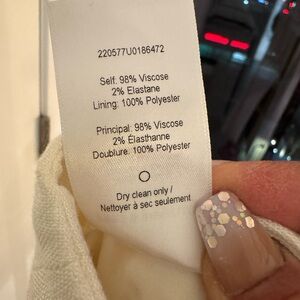 220577U0186472
Self: 98% Viscose
2% Elastane
Lining: 100% Polyester
Principal: 98% Viscose
2% Élasthanne
Doublure: 100% Polyester
Dry clean only /
Nettoyer à sec seulement